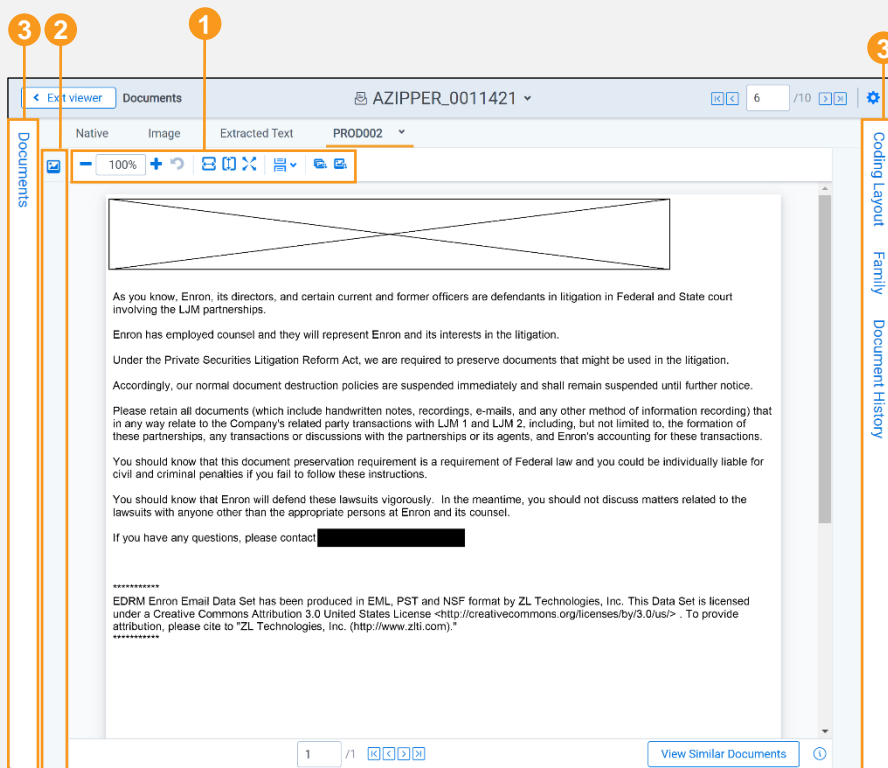 3 2 1
3
Exit viewer Documents AZIPPER_0011421 6 /10
Native Image Extracted Text PROD002
Documents
100%
Coding Layout
Family
Document History
As you know, Enron, its directors, and certain current and former officers are defendants in litigation in Federal and State court
involving the LJM partnerships.
Enron has employed counsel and they will represent Enron and its interests in the litigation.
Under the Private Securities Litigation Reform Act, we are required to preserve documents that might be used in the litigation.
Accordingly, our normal document destruction policies are suspended immediately and shall remain suspended until further notice.
Please retain all documents (which include handwritten notes, recordings, e-mails, and any other method of information recording) that
in any way relate to the Company's related party transactions with LJM 1 and LJM 2, including, but not limited to, the formation of
these partnerships, any transactions or discussions with the partnerships or its agents, and Enron's accounting for these transactions.
You should know that this document preservation requirement is a requirement of Federal law and you could be individually liable for
civil and criminal penalties if you fail to follow these instructions.
You should know that Enron will defend these lawsuits vigorously.  In the meantime, you should not discuss matters related to the
lawsuits with anyone other than the appropriate persons at Enron and its counsel.
If you have any questions, please contact
***********
EDRM Enron Email Data Set has been produced in EML, PST and NSF format by ZL Technologies, Inc. This Data Set is licensed
under a Creative Commons Attribution 3.0 United States License <http://creativecommons.org/licenses/by/3.0/us/> . To provide
attribution, please cite to "ZL Technologies, Inc. (http://www.zlti.com)."
***********
1 /1
View Similar Documents